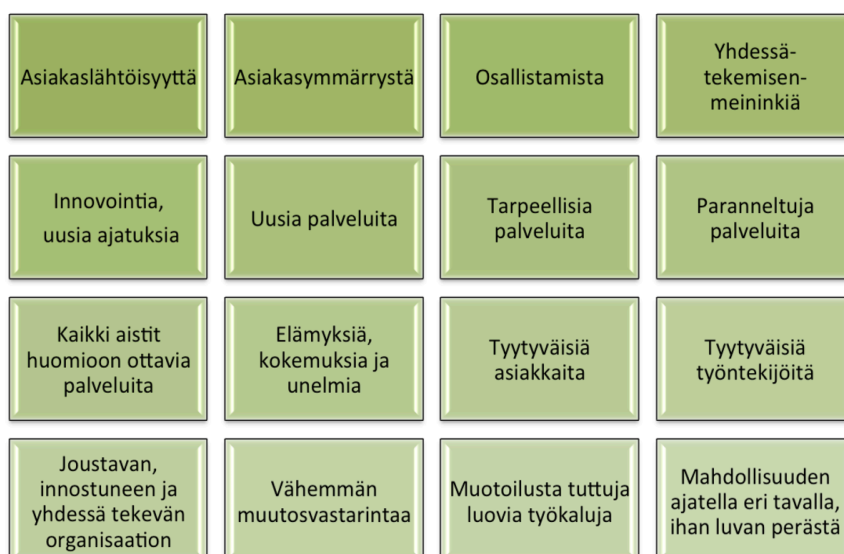 Asiakaslähtöisyyttä
Asiakasymmärrystä
Osallistamista
Yhdessä-
tekemisen-
meininkiä
Innovointia,
uusia ajatuksia
Uusia palveluita
Tarpeellisia
palveluita
Paranneltuja
palveluita
Kaikki aistit
huomioon ottavia
palveluita
Elämyksiä,
kokemuksia ja
unelmia
Tyytyväisiä
asiakkaita
Tyytyväisiä
työntekijöitä
Joustavan,
innostuneen ja
yhdessä tekevän
organisaation
Vähemmän
muutosvastarintaa
Muotoilusta tuttuja
luovia työkaluja
Mahdollisuuden
ajatella eri tavalla,
ihan luvan perästä